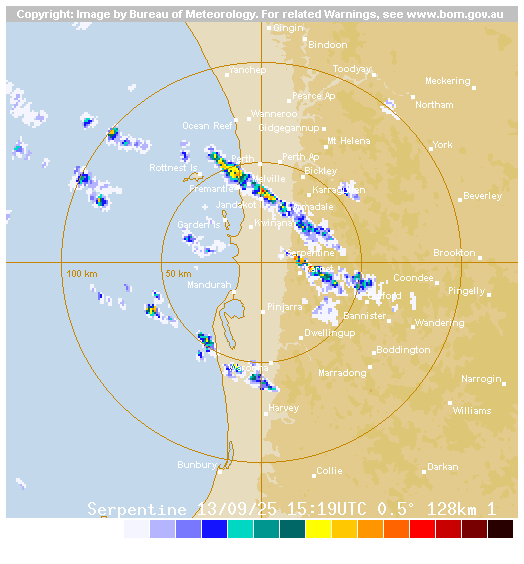 Copyright: Image by Bureau of Meteorology. For related Warnings, see www.bom.gov.au
Gingin
Bindoon
Yanchep
Toodyay
Meckering
Pearce Ap
Northam
Wanneroo
Ocean Reef
Gidgegannup
Mt Helena
York
Perth
Perth Ap
Rottnest Is
Bickley
Melville
Fremantle
Karragullen
Beverley
Jandakot
Armadale
Garden Is
Kwinana
Serpentine
Brookton
100 km
50 km
Coondee
Mandurah
Pingelly
Pinjarra
Bannister
Wandering
Dwellingup
Boddington
Waroona
Marradong
Narrogin
Harvey
Williams
Bunbury
Collie
Darkan
Serpentine 13/09/25 15:19UTC 0.5° 128km 1